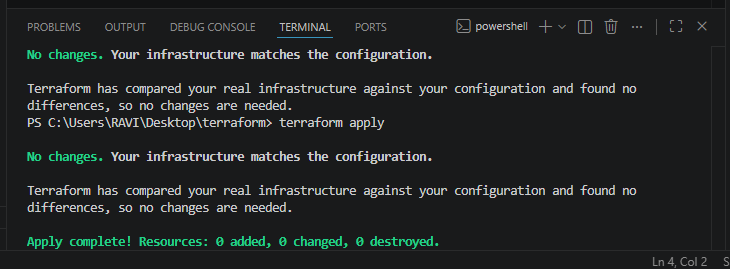 PROBLEMS OUTPUT DEBUG CONSOLE TERMINAL PORTS powershell
No changes. Your infrastructure matches the configuration.
Terraform has compared your real infrastructure against your configuration and found no
differences, so no changes are needed.
PS C:\Users\RAVI\Desktop\terraform> terraform apply
No changes. Your infrastructure matches the configuration.
Terraform has compared your real infrastructure against your configuration and found no
differences, so no changes are needed.
Apply complete! Resources: 0 added, 0 changed, 0 destroyed.
Ln 4, Col 2